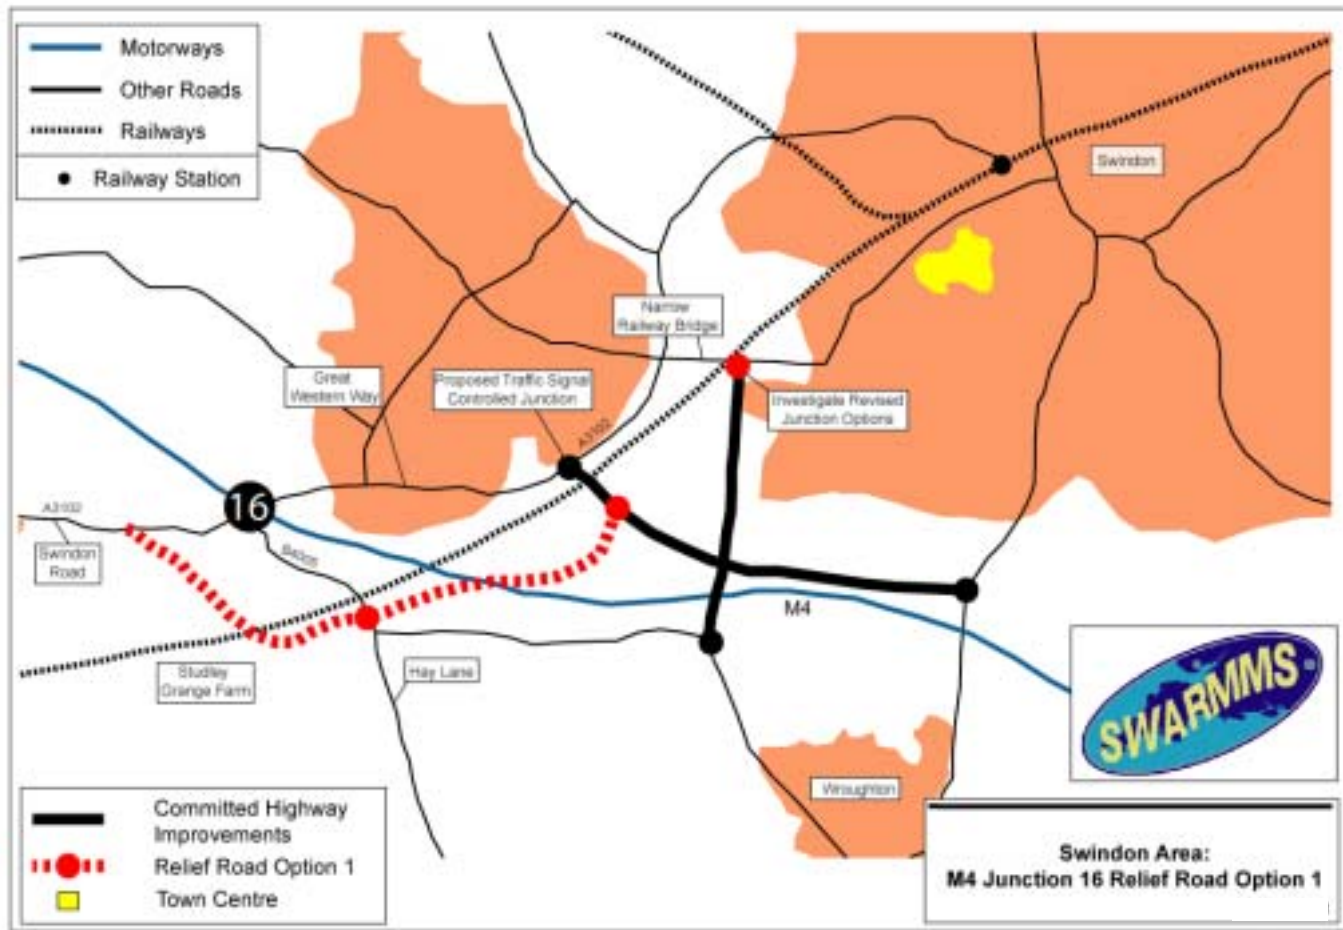 Motorways
Other Roads
Railways
Railway Station
Swindon
Narrow
Railway Bridge
Great
Western Way
Proposed Traffic Signal
Controlled Junction
A3102
Investigate Revised
Junction Options
16
A3102
Swindon
Road
B4005
M4
Studley
Grange Farm
Hay Lane
Wroughton
SWARMMS
Committed Highway
Improvements
Relief Road Option 1
Town Centre
Swindon Area:
M4 Junction 16 Relief Road Option 1